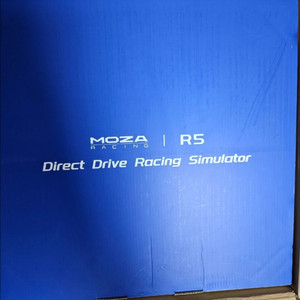 MOZA | R5
RACING
Direct Drive Racing Simulator